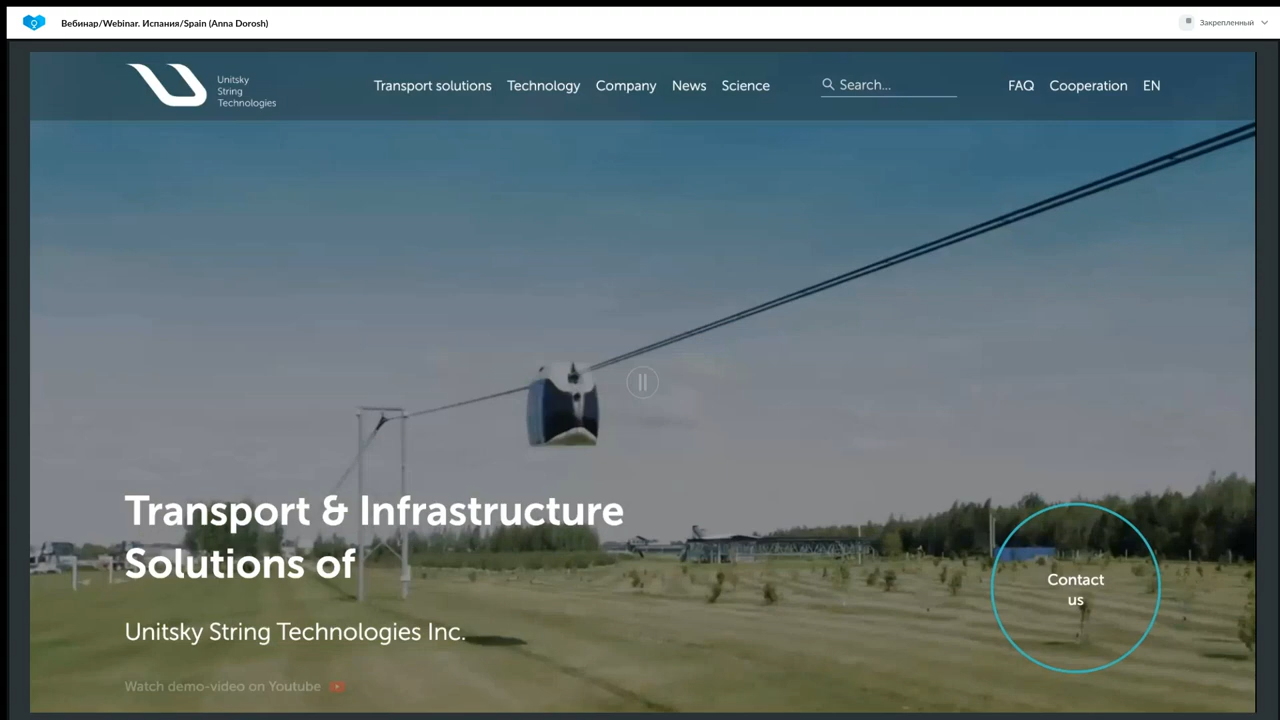 Вебинар/Webinar. Испания/Spain (Anna Dorosh)
Закрепленный
Unitsky
String
Technologies
Transport solutions
Technology
Company
News
Science
Search...
FAQ
Cooperation
EN
Transport & Infrastructure
Solutions of
Unitsky String Technologies Inc.
Contact
us
Watch demo-video on Youtube